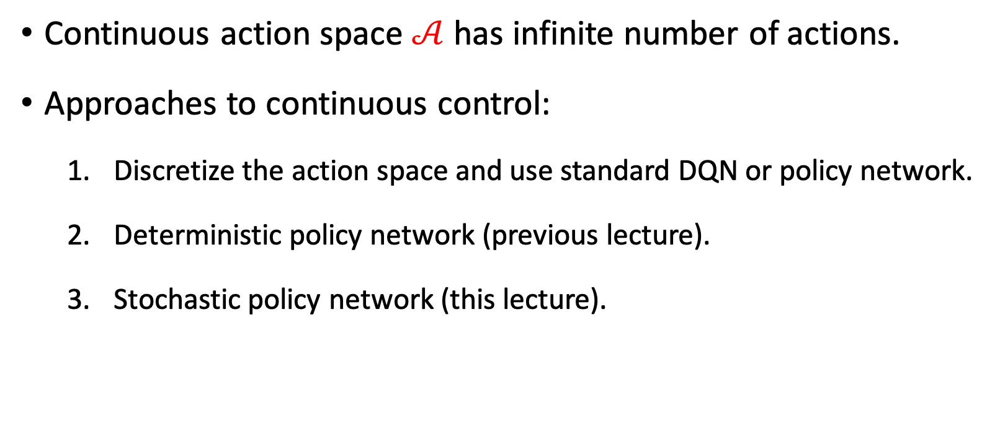 • Continuous action space 𝒜 has infinite number of actions.
• Approaches to continuous control:
1. Discretize the action space and use standard DQN or policy network.
2. Deterministic policy network (previous lecture).
3. Stochastic policy network (this lecture).